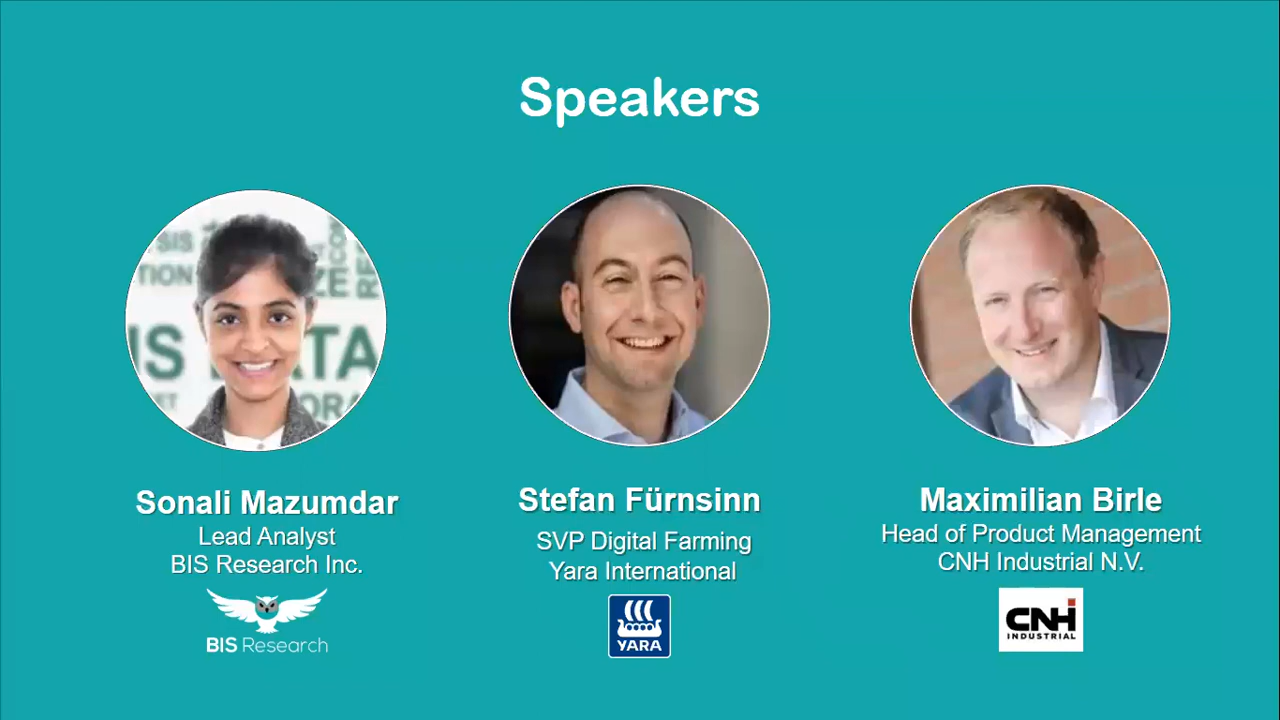 Speakers
Sonali Mazumdar
Lead Analyst
BIS Research Inc.
BIS Research
Stefan Fürnsinn
SVP Digital Farming
Yara International
YARA
Maximilian Birle
Head of Product Management
CNH Industrial N.V.
CNH
INDUSTRIAL